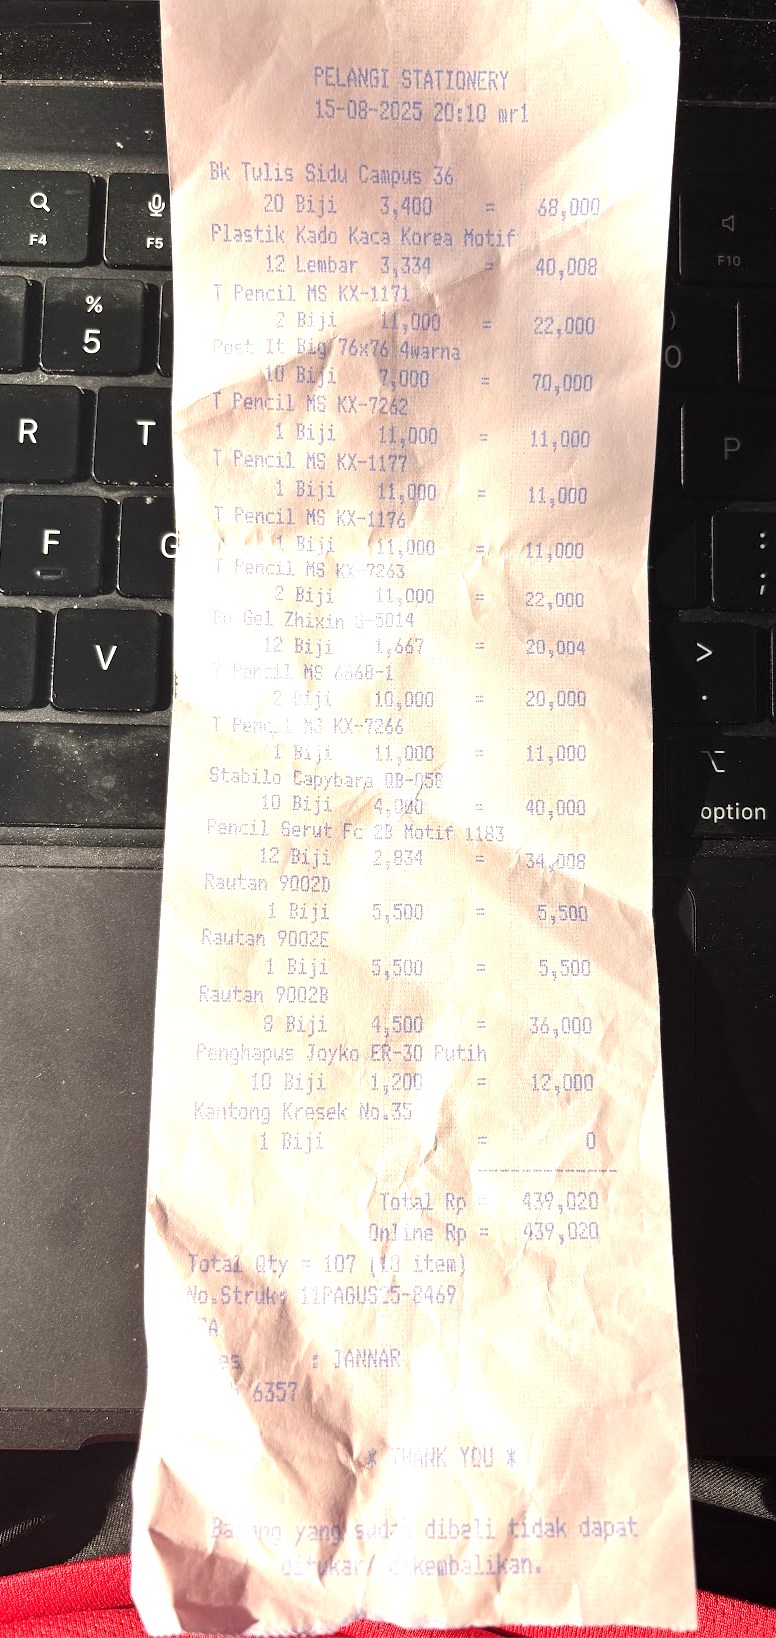 PELANGI STATIONERY
15-08-2025 20:10 mr1
Bk Tulis Sidu Campus 36
20 Biji 3,400 = 68,000
Plastik Kado Kaca Korea Motif
12 Lembar 3,334 = 40,008
T Pencil MS KX-1171
2 Biji 11,000 = 22,000
Post It Big 76x76 4warna
10 Biji 7,000 = 70,000
T Pencil MS KX-7262
1 Biji 11,000 = 11,000
T Pencil MS KX-1177
1 Biji 11,000 = 11,000
T Pencil MS KX-1176
1 Biji 11,000 = 11,000
T Pencil MS KX-7263
2 Biji 11,000 = 22,000
Gel Zhixin
12 Biji 1,667 = 20,004
T Pencil MS 6668-1
2 Biji 10,000 = 20,000
T Pencil MS KX-7266
1 Biji 11,000 = 11,000
Stabilo Capybara
10 Biji 4,000 = 40,000
Pencil Serut Fc 2B Motif 1183
12 Biji 2,834 = 34,008
Rautan 9002D
1 Biji 5,500 = 5,500
Rautan 9002E
1 Biji 5,500 = 5,500
Rautan 9002B
8 Biji 4,500 = 36,000
Penghapus Joyko ER-30 Putih
10 Biji 1,200 = 12,000
Kantong Kresek No.35
1 Biji = 0
Total Rp = 439,020
Online Rp = 439,020
Total Qty = 107 (18 item)
No.Struk: 11PAGUS25-8469
: JANNAR
6357
* THANK YOU *
Barang yang sudah dibeli tidak dapat
ditukar/ dikembalikan.
F4
F5
%
5
R
T
F
G
V
F10
)
0
P
:
;
>
.
option